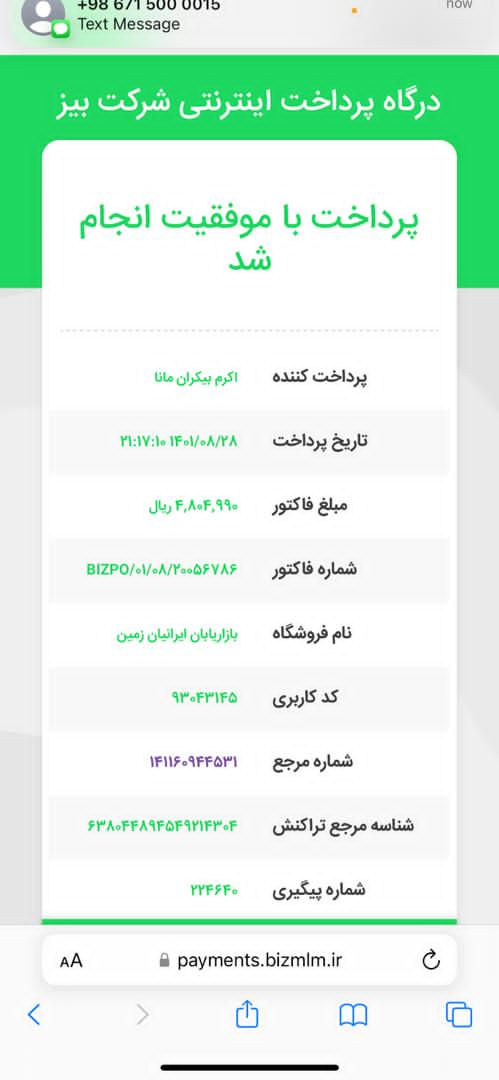 +98 671 500 0015
now
Text Message
درگاه پرداخت اینترنتی شرکت بیز
پرداخت با موفقیت انجام
شد
پرداخت کننده اکرم بیکران مانا
تاریخ پرداخت ۱۴۰۱/۰۸/۲۸ ۲۱:۱۷:۱۰
مبلغ فاکتور ۴,۸۰۴,۹۹۰ ریال
شماره فاکتور BIZPO/۰۱/۰۸/۲۰۰۵۶۷۸۶
نام فروشگاه بازاریابان ایرانیان زمین
کد کاربری ۹۳۰۴۳۱۴۵
شماره مرجع ۱۴۱۱۶۰۹۴۴۵۳۱
شناسه مرجع تراکنش ۶۳۸۰۴۴۸۹۴۵۴۹۲۱۴۳۰۴
شماره پیگیری ۲۲۴۶۴۰
AA
payments.bizmlm.ir